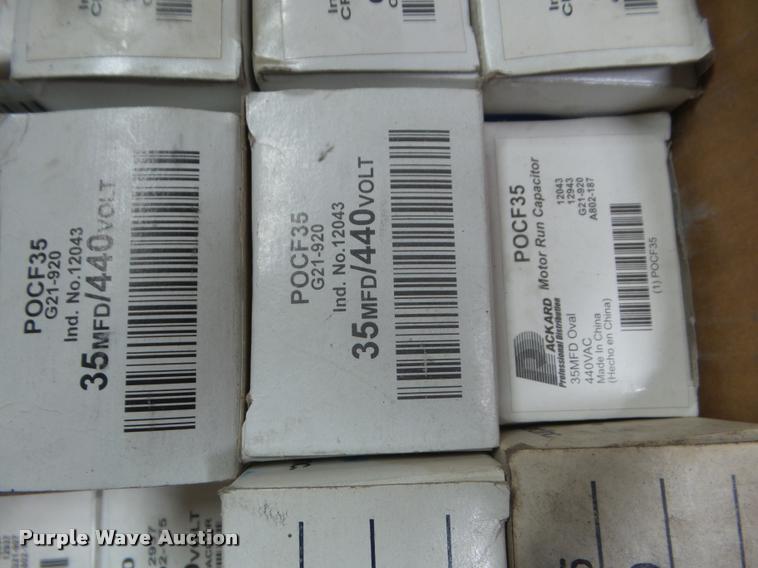 POCF35
G21-920
Ind. No.12043
35MFD/440VOLT
POCF35
G21-920
Ind. No.12043
35MFD/440VOLT
POCF35
Motor Run Capacitor
12043
12943
G21-920
A802-187
PACKARD
Professional Distribution
35MFD Oval
440VAC
Made In China
(Hecho en China)
(1) POCF35
Purple Wave Auction